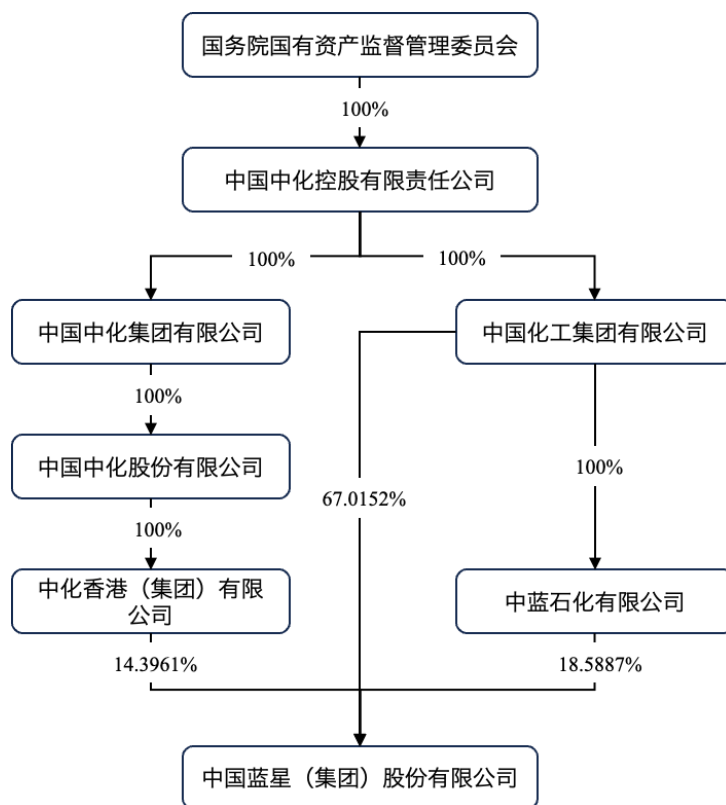 国务院国有资产监督管理委员会
100%
中国中化控股有限责任公司
100%
100%
中国中化集团有限公司
中国化工集团有限公司
100%
中国中化股份有限公司
100%
67.0152%
100%
中化香港（集团）有限
公司
中蓝石化有限公司
14.3961%
18.5887%
中国蓝星（集团）股份有限公司